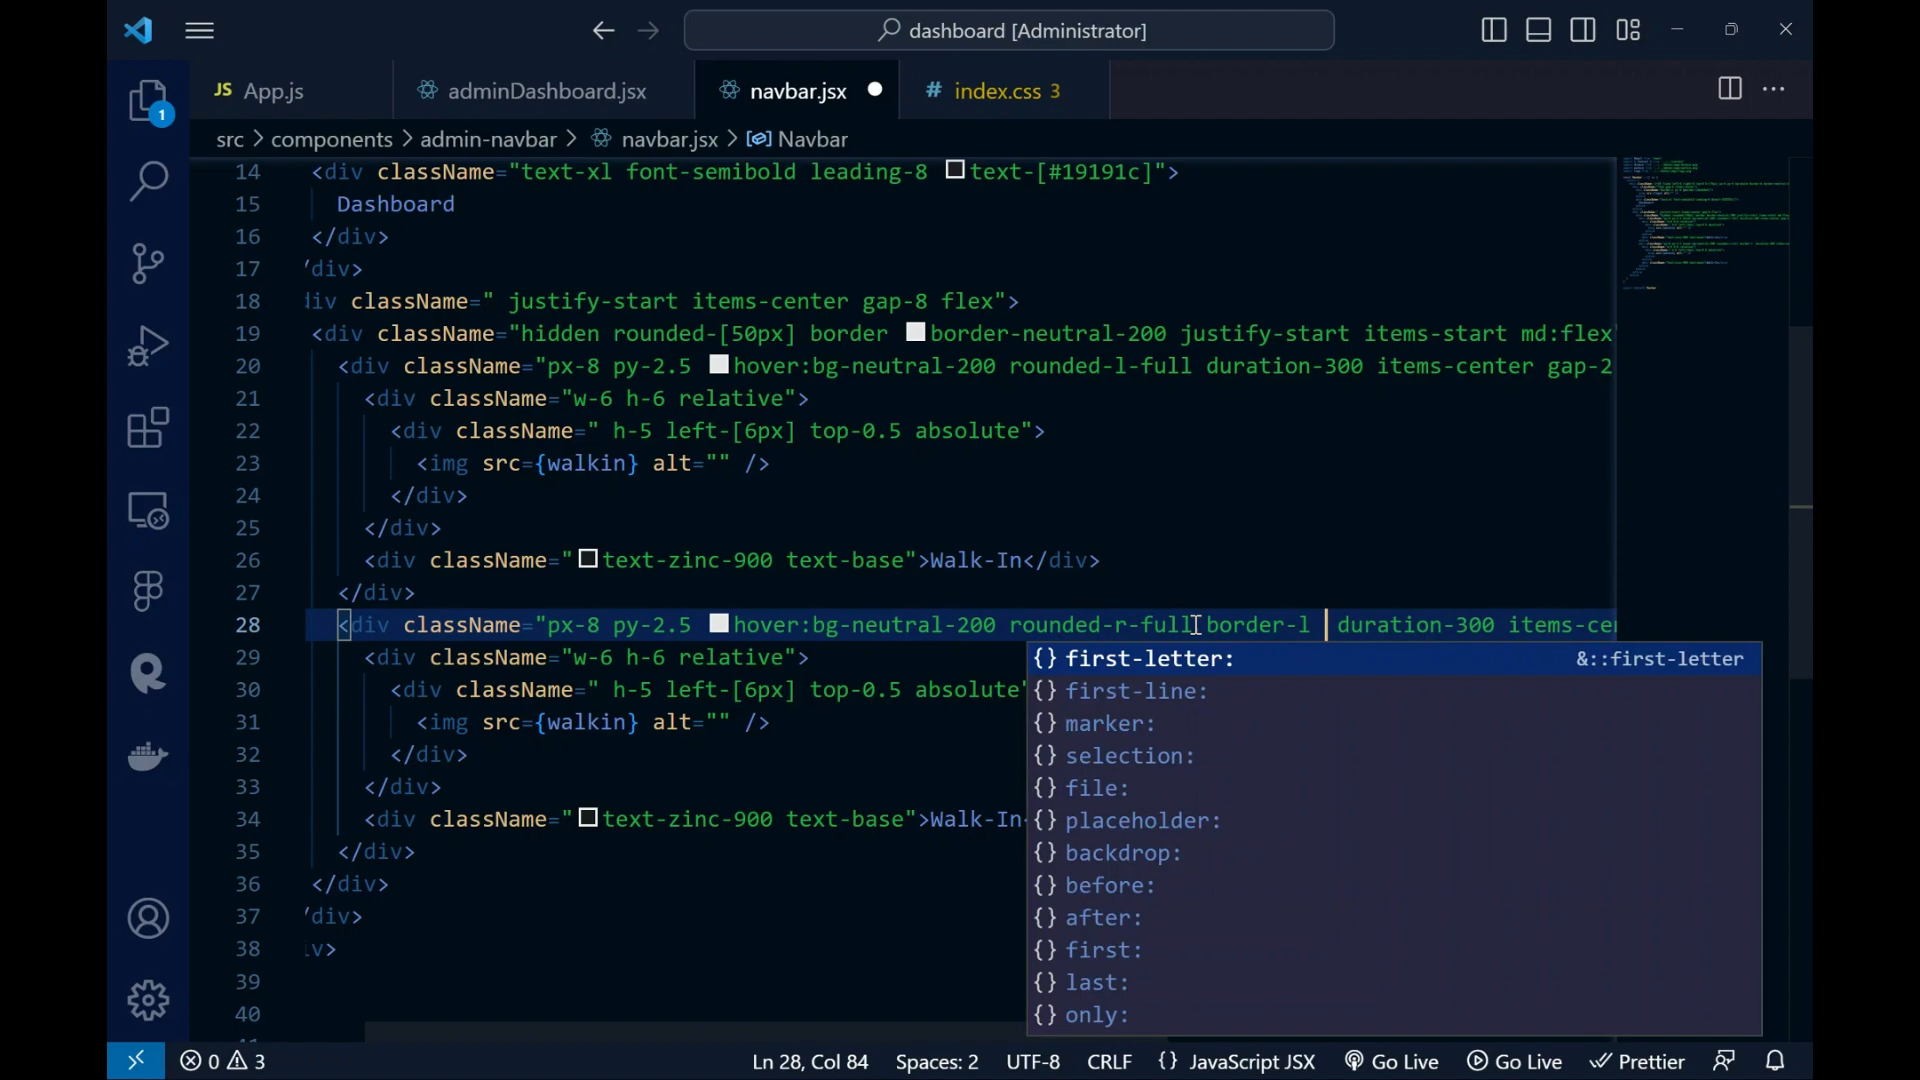 dashboard [Administrator]
JS App.js
adminDashboard.jsx
navbar.jsx
# index.css 3
1
src > components > admin-navbar > navbar.jsx > Navbar
14 <div className="text-xl font-semibold leading-8 text-[#19191c]">
15 Dashboard
16 </div>
17 /div>
18 div className=" justify-start items-center gap-8 flex">
19 <div className="hidden rounded-[50px] border border-neutral-200 justify-start items-start md:flex"
20 <div className="px-8 py-2.5 hover:bg-neutral-200 rounded-l-full duration-300 items-center gap-2
21 <div className="w-6 h-6 relative">
22 <div className=" h-5 left-[6px] top-0.5 absolute">
23 <img src={walkin} alt="" />
24 </div>
25 </div>
26 <div className="text-zinc-900 text-base">Walk-In</div>
27 </div>
28 <div className="px-8 py-2.5 hover:bg-neutral-200 rounded-r-full border-l  duration-300 items-cen
29 <div className="w-6 h-6 relative">
30 <div className=" h-5 left-[6px] top-0.5 absolute"
31 <img src={walkin} alt="" />
32 </div>
33 </div>
34 <div className="text-zinc-900 text-base">Walk-In
35 </div>
36 </div>
37 /div>
38 iv>
39
40
{} first-letter: &::first-letter
{} first-line:
{} marker:
{} selection:
{} file:
{} placeholder:
{} backdrop:
{} before:
{} after:
{} first:
{} last:
{} only:
0 3 Ln 28, Col 84 Spaces: 2 UTF-8 CRLF {} JavaScript JSX Go Live Go Live Prettier